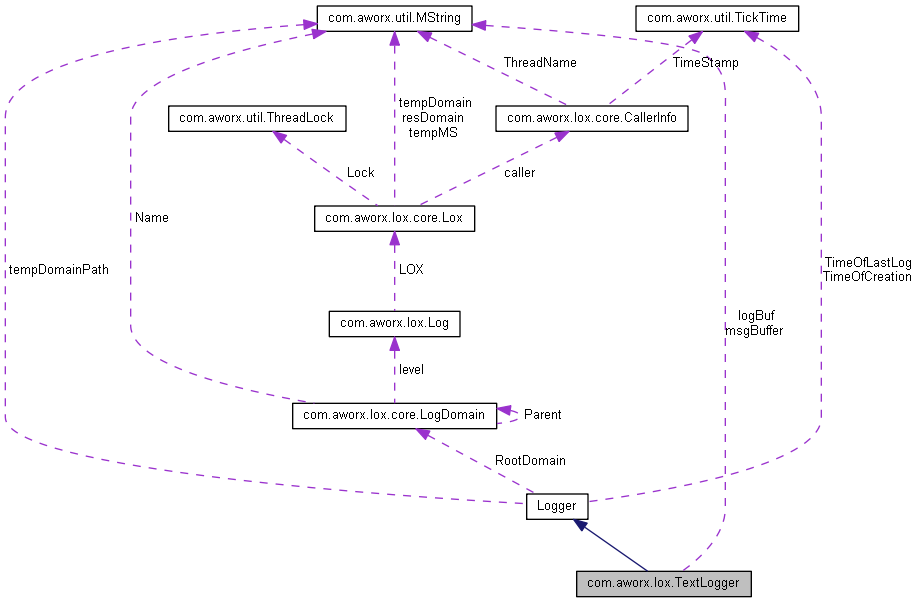 com.aworx.util.MString
com.aworx.util.TickTime
ThreadName
TimeStamp
tempDomain
resDomain
tempMS
com.aworx.util.ThreadLock
com.aworx.lox.core.CallerInfo
Lock
caller
com.aworx.lox.core.Lox
Name
tempDomainPath
LOX
TimeOfLastLog
TimeOfCreation
logBuf
msgBuffer
com.aworx.lox.Log
level
com.aworx.lox.core.LogDomain
Parent
RootDomain
Logger
com.aworx.lox.TextLogger